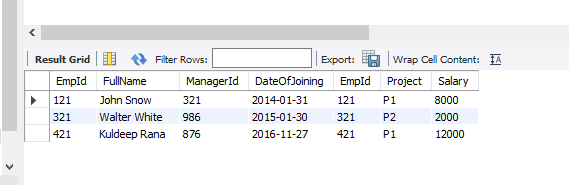 Result Grid Filter Rows: Export: Wrap Cell Content:
EmpId FullName ManagerId DateOfJoining EmpId Project Salary
121 John Snow 321 2014-01-31 121 P1 8000
321 Walter White 986 2015-01-30 321 P2 2000
421 Kuldeep Rana 876 2016-11-27 421 P1 12000